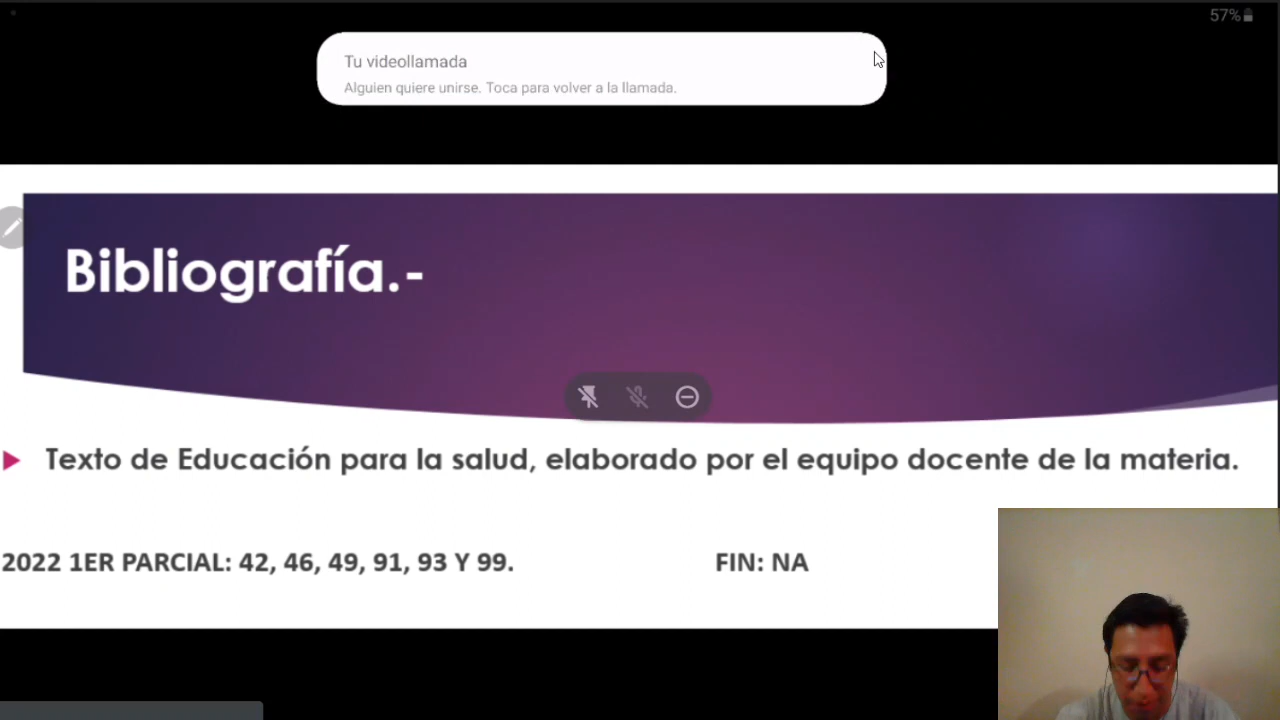 57%
Tu videollamada
Alguien quiere unirse. Toca para volver a la llamada.
Bibliografía.-
Texto de Educación para la salud, elaborado por el equipo docente de la materia.
2022 1ER PARCIAL: 42, 46, 49, 91, 93 Y 99. FIN: NA